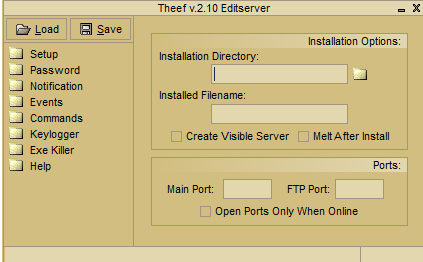 Theef v.2.10 Editserver
Load
Save
Setup
Password
Notification
Events
Commands
Keylogger
Exe Killer
Help
Installation Options:
Installation Directory:
Installed Filename:
Create Visible Server
Melt After Install
Ports:
Main Port:
FTP Port:
Open Ports Only When Online